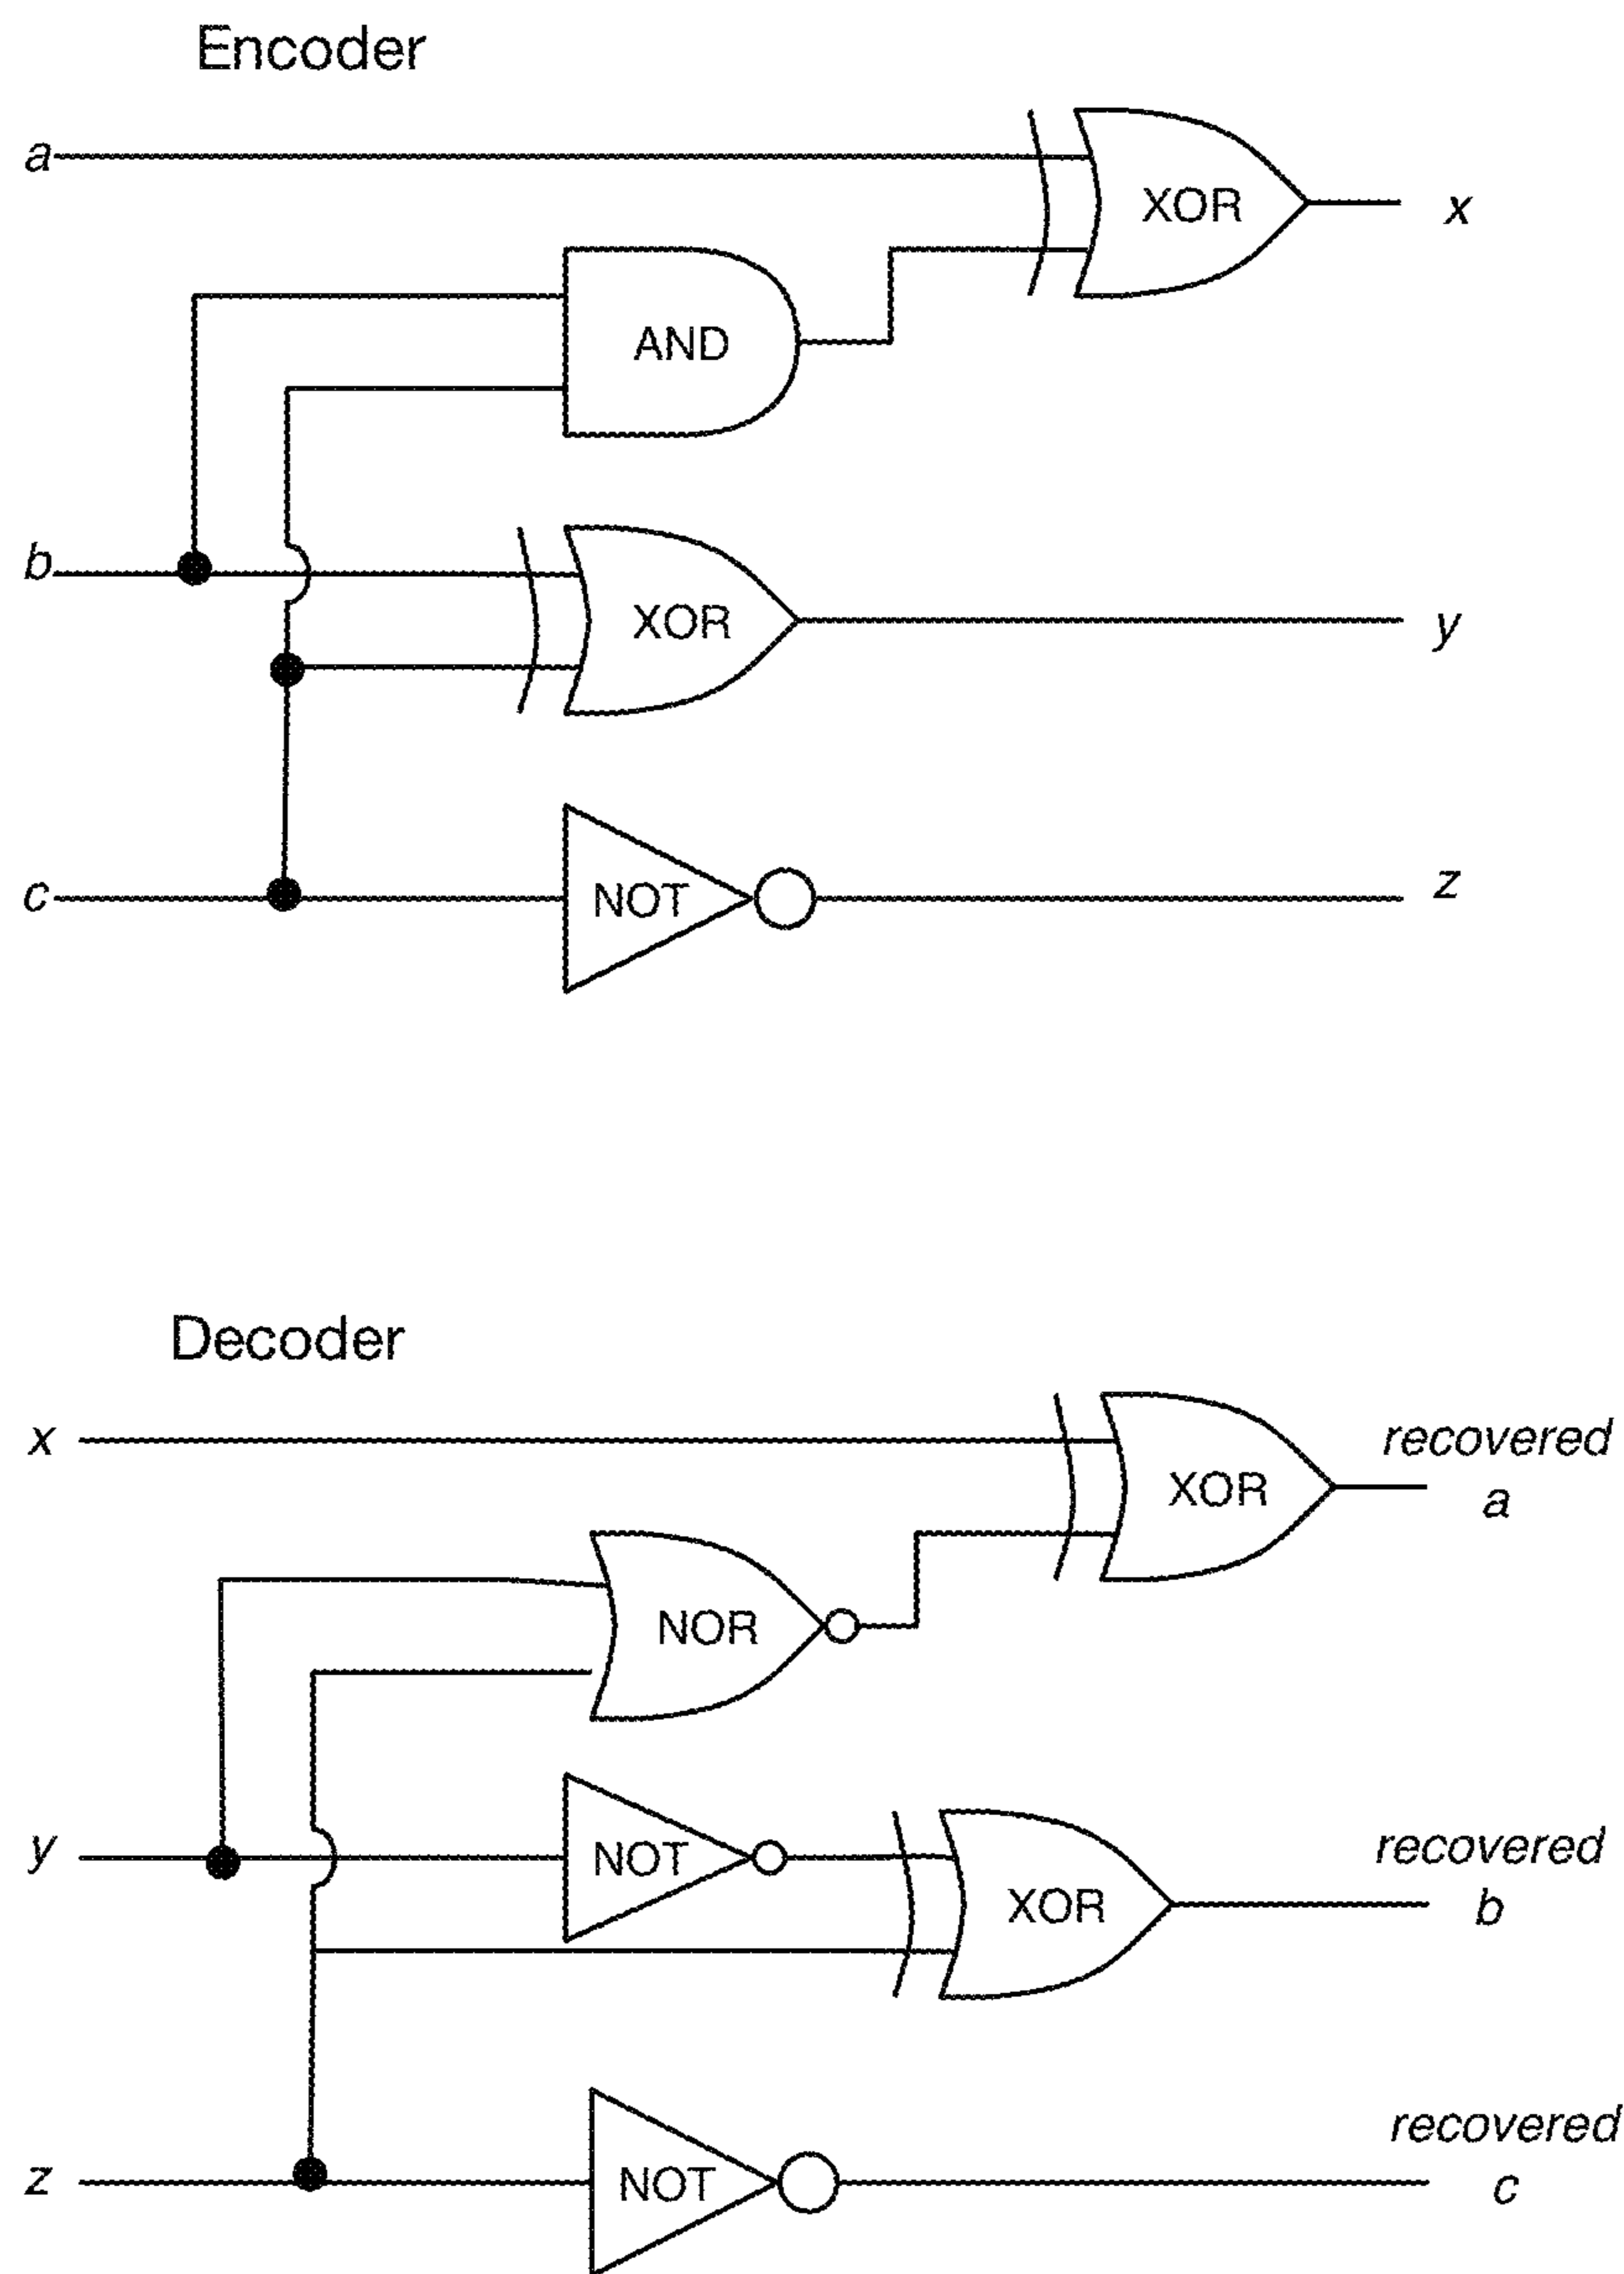 Encoder
a
XOR
x
AND
b
XOR
y
c
NOT
z
Decoder
x
XOR
recovered
a
NOR
y
NOT
XOR
recovered
b
z
NOT
recovered
c